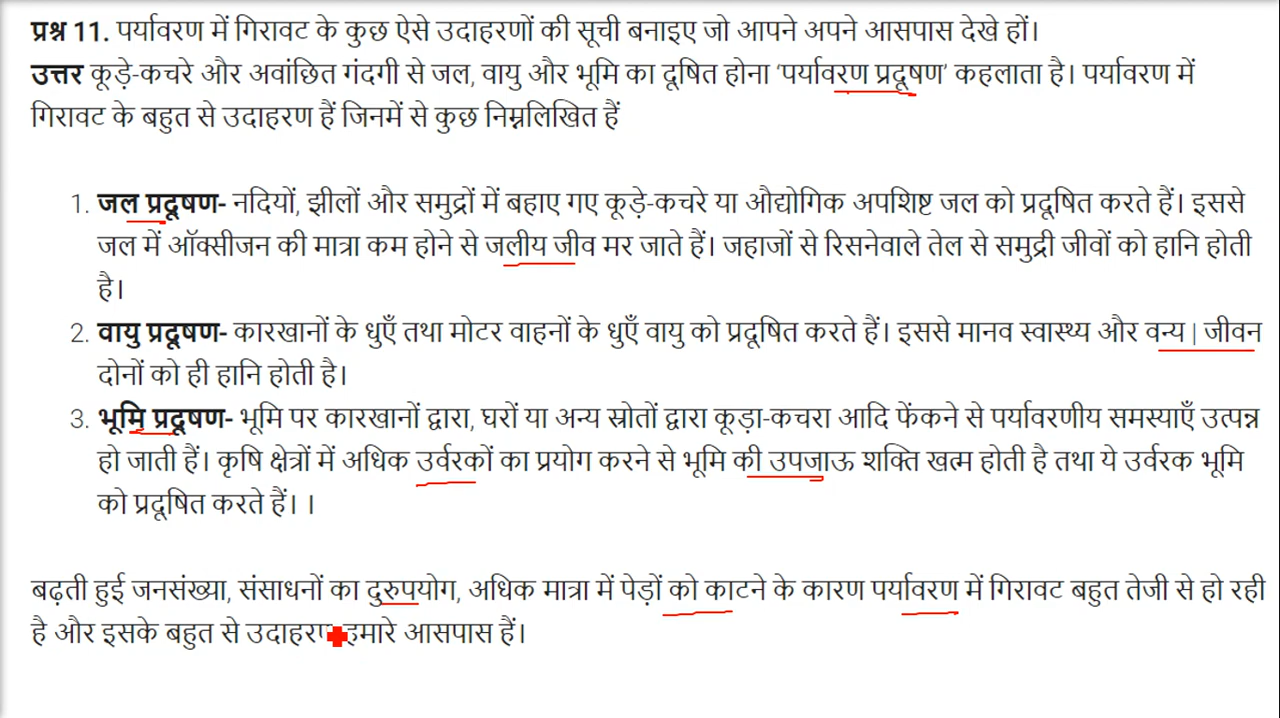 प्रश्न 11. पर्यावरण में गिरावट के कुछ ऐसे उदाहरणों की सूची बनाइए जो आपने अपने आसपास देखे हों।
उत्तर कूड़े-कचरे और अवांछित गंदगी से जल, वायु और भूमि का दूषित होना 'पर्यावरण प्रदूषण' कहलाता है। पर्यावरण में
गिरावट के बहुत से उदाहरण हैं जिनमें से कुछ निम्नलिखित हैं
1. जल प्रदूषण- नदियों, झीलों और समुद्रों में बहाए गए कूड़े-कचरे या औद्योगिक अपशिष्ट जल को प्रदूषित करते हैं। इससे
जल में ऑक्सीजन की मात्रा कम होने से जलीय जीव मर जाते हैं। जहाजों से रिसनेवाले तेल से समुद्री जीवों को हानि होती
है।
2. वायु प्रदूषण- कारखानों के धुएँ तथा मोटर वाहनों के धुएँ वायु को प्रदूषित करते हैं। इससे मानव स्वास्थ्य और वन्य | जीवन
दोनों को ही हानि होती है।
3. भूमि प्रदूषण- भूमि पर कारखानों द्वारा, घरों या अन्य स्रोतों द्वारा कूड़ा-कचरा आदि फेंकने से पर्यावरणीय समस्याएँ उत्पन्न
हो जाती हैं। कृषि क्षेत्रों में अधिक उर्वरकों का प्रयोग करने से भूमि की उपजाऊ शक्ति खत्म होती है तथा ये उर्वरक भूमि
को प्रदूषित करते हैं। ।
बढ़ती हुई जनसंख्या, संसाधनों का दुरुपयोग, अधिक मात्रा में पेड़ों को काटने के कारण पर्यावरण में गिरावट बहुत तेजी से हो रही
है और इसके बहुत से उदाहरण हमारे आसपास हैं।